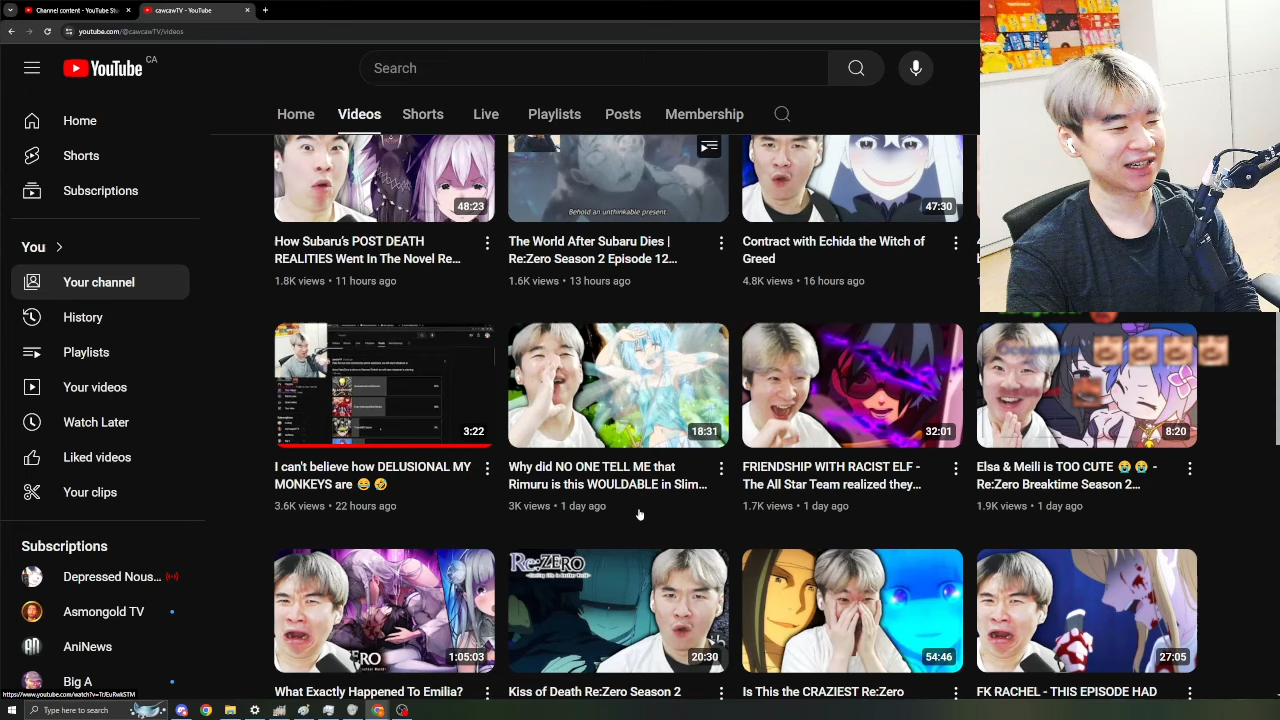 Channel content - YouTube St
cawcawTV - YouTube
youtube.com/@cawcawTV/videos
YouTube CA
Search
Home
Videos
Shorts
Live
Playlists
Posts
Membership
Home
Shorts
Subscriptions
You
Your channel
History
Playlists
Your videos
Watch Later
Liked videos
Your clips
Subscriptions
Depressed Nous...
Asmongold TV
AniNews
Big A
48:23
How Subaru's POST DEATH
REALITIES Went In The Novel Re...
1.8K views • 11 hours ago
Behold an unthinkable present.
The World After Subaru Dies |
Re:Zero Season 2 Episode 12...
1.6K views • 13 hours ago
47:30
Contract with Echida the Witch of
Greed
4.8K views • 16 hours ago
3:22
I can't believe how DELUSIONAL MY
MONKEYS are 😂 🤣
3.6K views • 22 hours ago
18:31
Why did NO ONE TELL ME that
Rimuru is this WOULDABLE in Slim...
3K views • 1 day ago
32:01
FRIENDSHIP WITH RACIST ELF -
The All Star Team realized they...
1.7K views • 1 day ago
8:20
Elsa & Meili is TOO CUTE 😭 😭 -
Re:Zero Breaktime Season 2...
1.9K views • 1 day ago
ZERO
1:05:03
What Exactly Happened To Emilia?
Re:ZERO
20:30
Kiss of Death Re:Zero Season 2
54:46
Is This the CRAZIEST Re:Zero
27:05
FK RACHEL - THIS EPISODE HAD
Type here to search